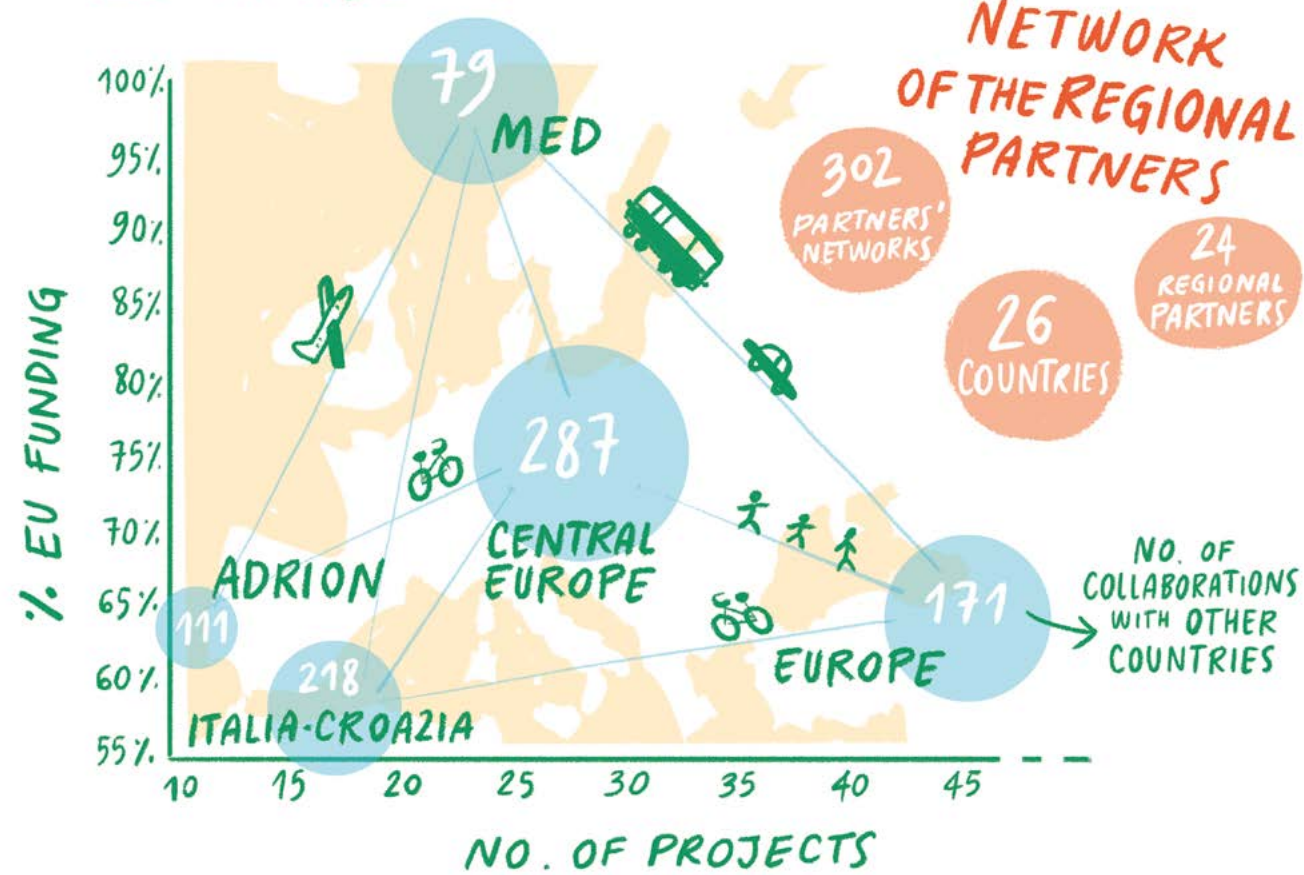 NETWORK
OF THE REGIONAL
PARTNERS
302
PARTNERS'
NETWORKS
26
COUNTRIES
24
REGIONAL
PARTNERS
% EU FUNDING
100%
95%
90%
85%
80%
75%
70%
65%
60%
55%
79
MED
287
CENTRAL
EUROPE
ADRION
111
218
ITALIA-CROAZIA
171
EUROPE
NO. OF
COLLABORATIONS
WITH OTHER
COUNTRIES
10 15 20 25 30 35 40 45
NO. OF PROJECTS